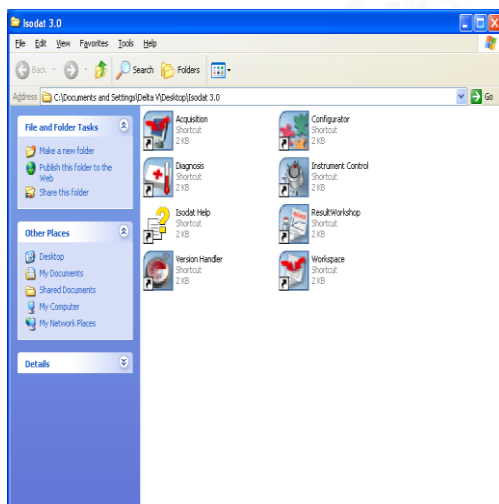 Isodat 3.0
File Edit View Favorites Tools Help
Back Search Folders
Address C:\Documents and Settings\Delta V\Desktop\Isodat 3.0 Go
File and Folder Tasks
Make a new folder
Publish this folder to the
Web
Share this folder
Other Places
Desktop
My Documents
Shared Documents
My Computer
My Network Places
Details
Acquisition
Shortcut
2 KB
Configurator
Shortcut
2 KB
Diagnosis
Shortcut
2 KB
Instrument Control
Shortcut
2 KB
Isodat Help
Shortcut
2 KB
ResultWorkshop
Shortcut
2 KB
Version Handler
Shortcut
2 KB
Workspace
Shortcut
2 KB